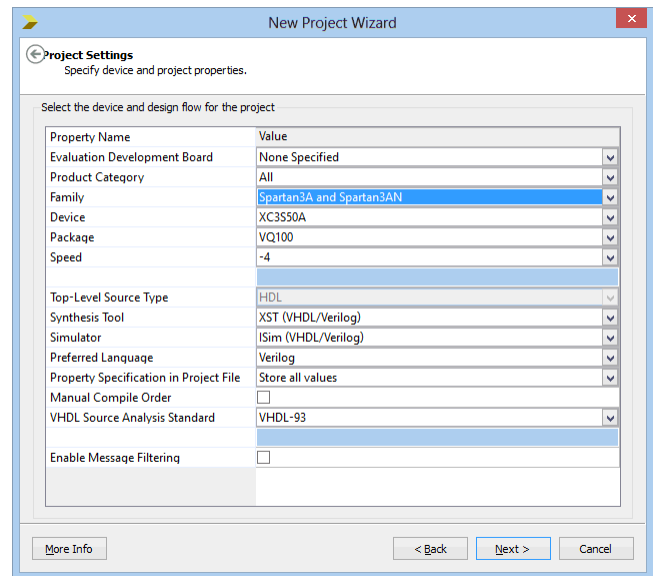 New Project Wizard
Project Settings
Specify device and project properties.
Select the device and design flow for the project
Property Name Value
Evaluation Development Board None Specified
Product Category All
Family Spartan3A and Spartan3AN
Device XC3S50A
Package VQ100
Speed -4
Top-Level Source Type HDL
Synthesis Tool XST (VHDL/Verilog)
Simulator ISim (VHDL/Verilog)
Preferred Language Verilog
Property Specification in Project File Store all values
Manual Compile Order
VHDL Source Analysis Standard VHDL-93
Enable Message Filtering
More Info < Back Next > Cancel